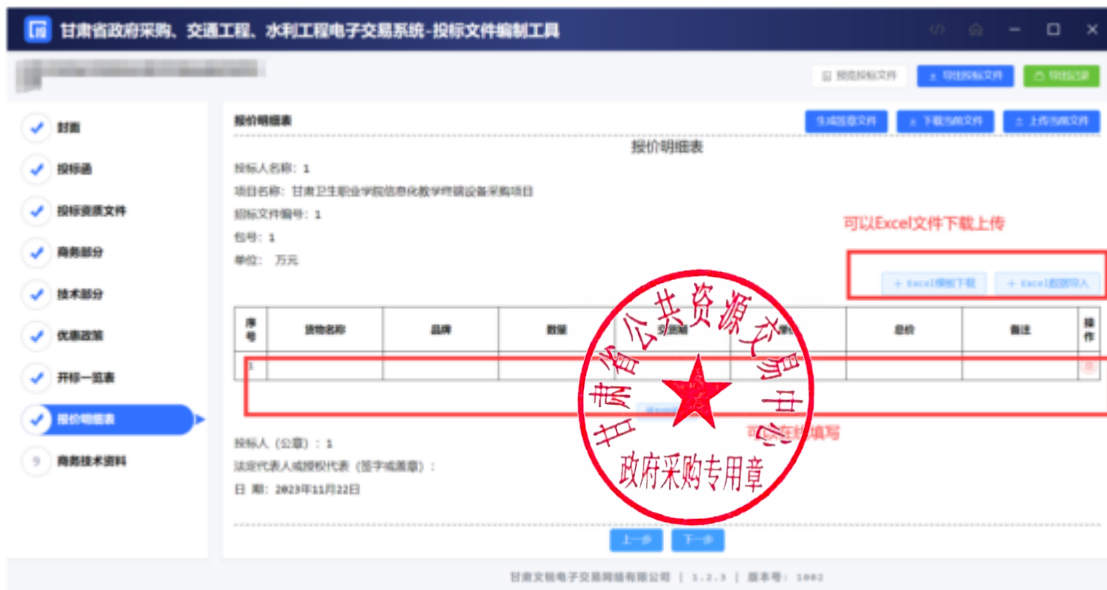 甘肃省政府采购、交通工程、水利工程电子交易系统-投标文件编制工具
预览投标文件 导出投标文件 导出记录
封面
投标函
投标资质文件
商务部分
技术部分
优惠政策
开标一览表
报价明细表
9 商务技术资料
报价明细表
生成签章文件 下载当前文件 上传当前文件
报价明细表
投标人名称：1
项目名称：甘肃卫生职业学院信息化教学终端设备采购项目
招标文件编号：1
包号：1
单位： 万元
可以Excel文件下载上传
+ Excel模板下载 + Excel数据导入
序号 货物名称 品牌 数量 交货期 单价 总价 备注 操作
1
可以在线填写
投标人（公章）：1
法定代表人或授权代表（签字或盖章）：
日 期：2023年11月22日
甘肃省公共资源交易中心
政府采购专用章
上一步 下一步
甘肃文锐电子交易网络有限公司 | 1.2.3 | 版本号：1002